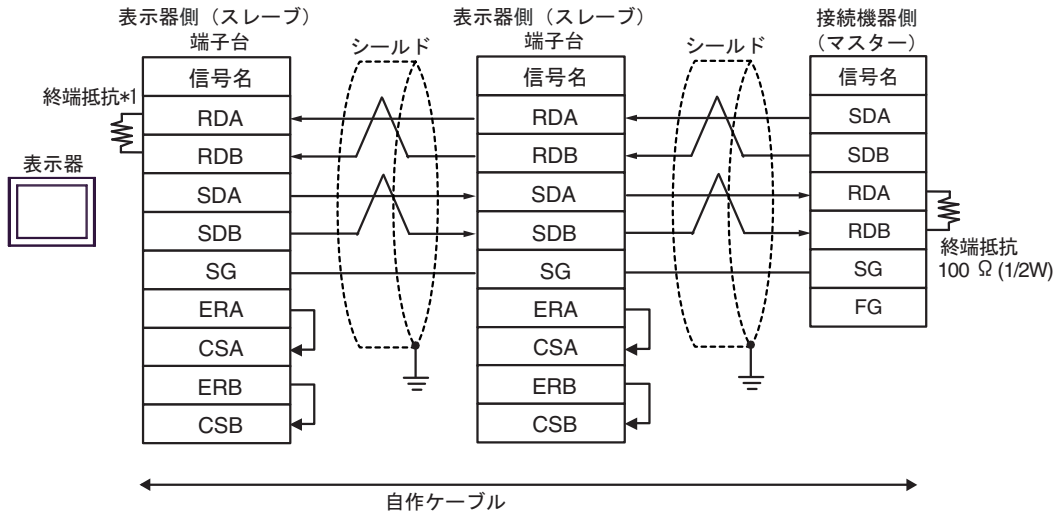 表示器側（スレーブ）
端子台
シールド
表示器側（スレーブ）
端子台
シールド
接続機器側
（マスター）
終端抵抗*1
表示器
信号名
RDA
RDB
SDA
SDB
SG
ERA
CSA
ERB
CSB
信号名
RDA
RDB
SDA
SDB
SG
ERA
CSA
ERB
CSB
信号名
SDA
SDB
RDA
RDB
SG
FG
終端抵抗
100 Ω (1/2W)
自作ケーブル